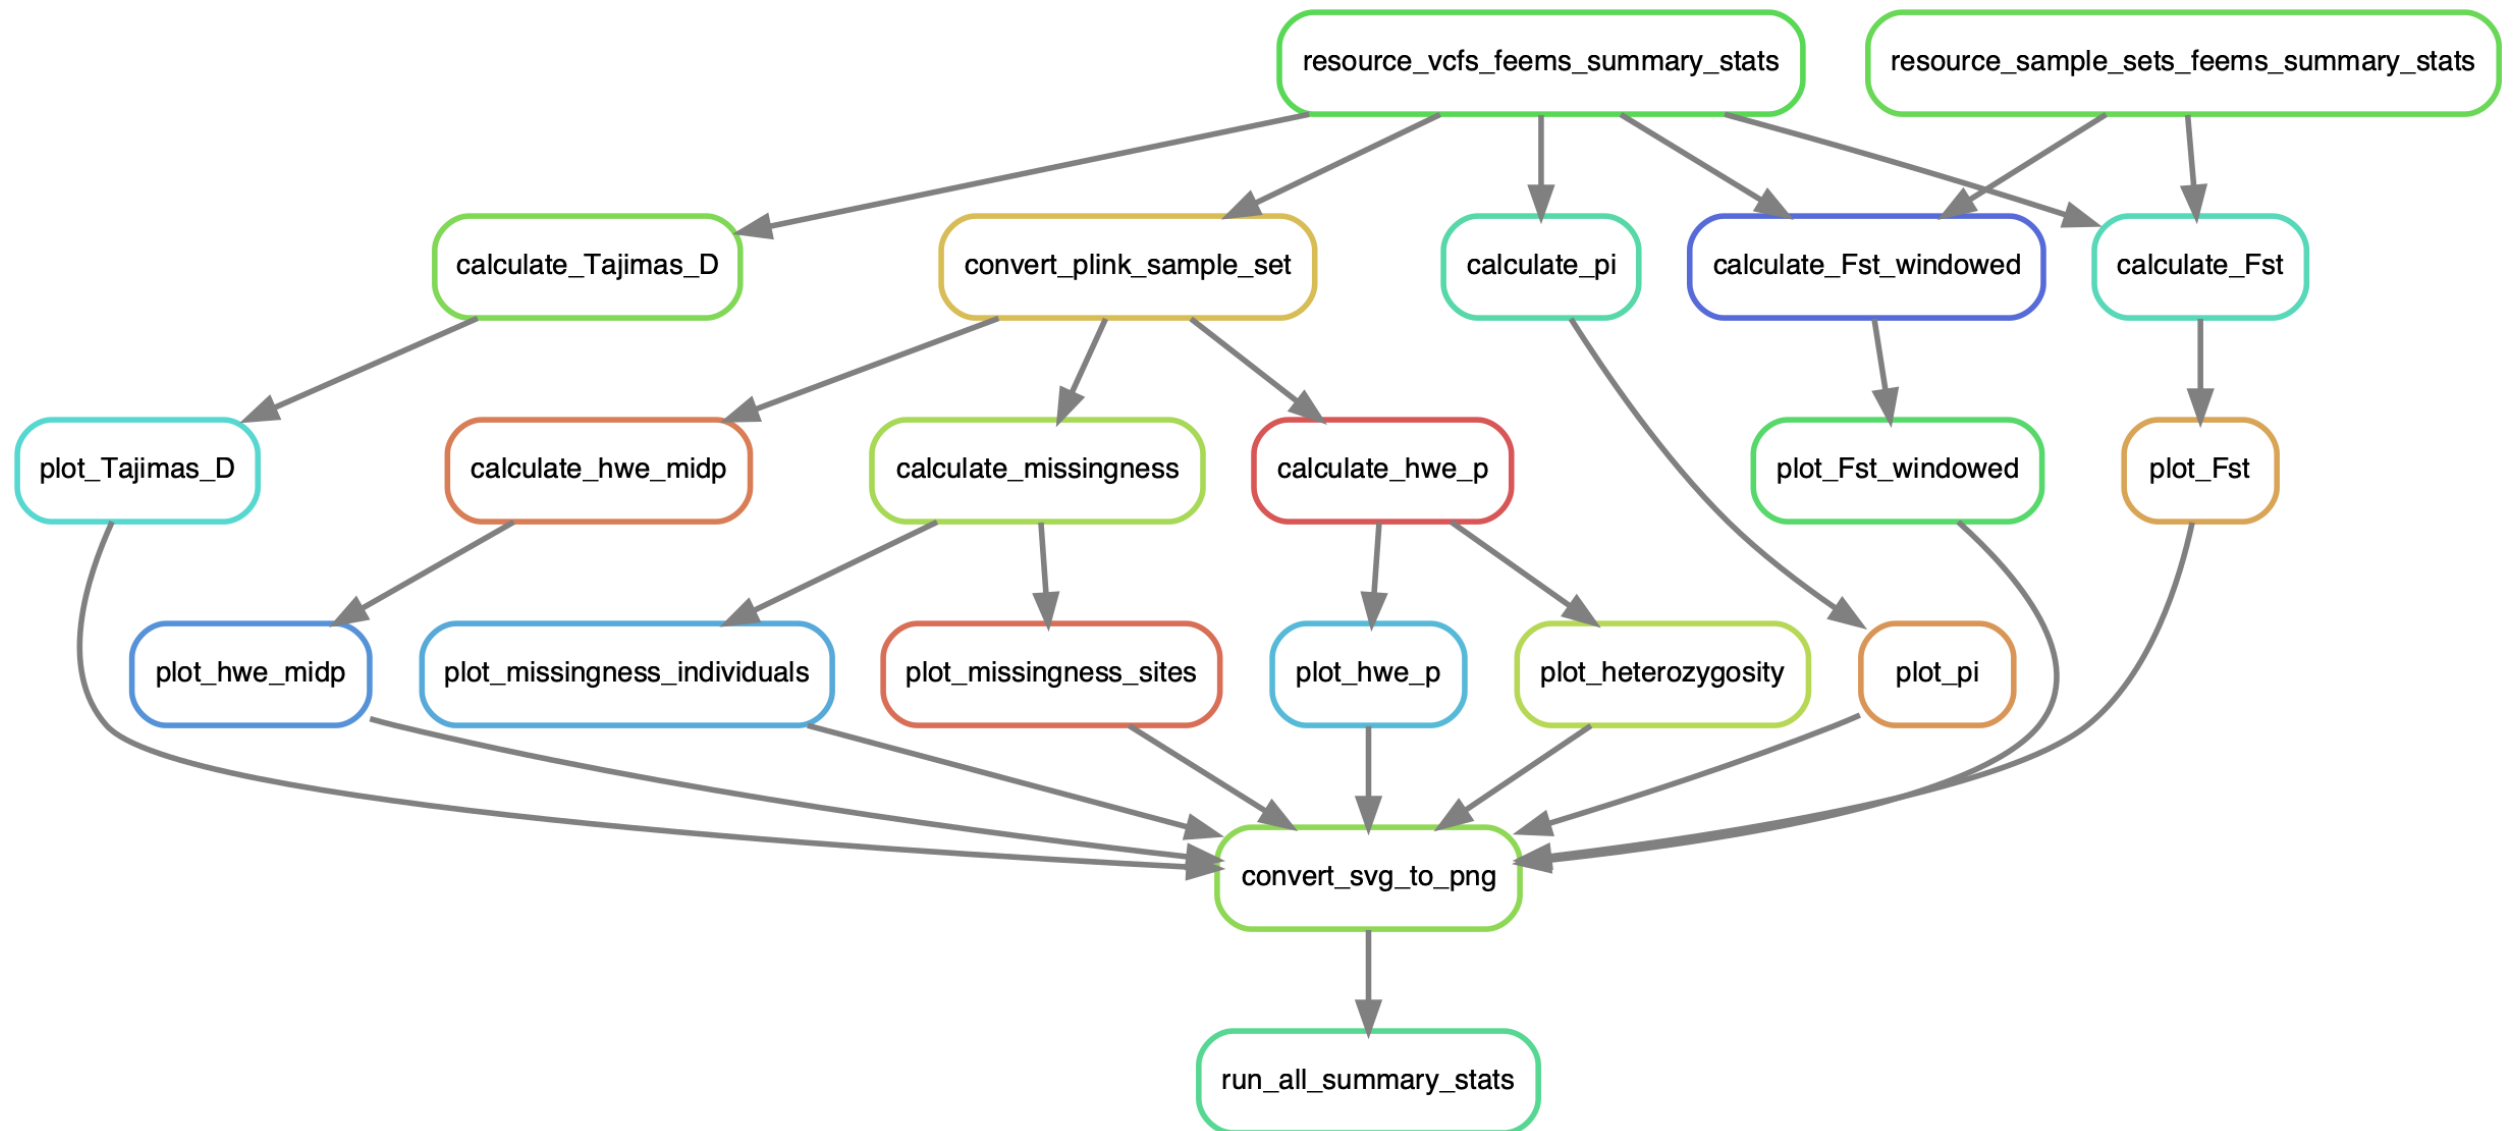 resource_vcfs_feems_summary_stats
resource_sample_sets_feems_summary_stats
calculate_Tajimas_D
convert_plink_sample_set
calculate_pi
calculate_Fst_windowed
calculate_Fst
plot_Tajimas_D
calculate_hwe_midp
calculate_missingness
calculate_hwe_p
plot_Fst_windowed
plot_Fst
plot_hwe_midp
plot_missingness_individuals
plot_missingness_sites
plot_hwe_p
plot_heterozygosity
plot_pi
convert_svg_to_png
run_all_summary_stats